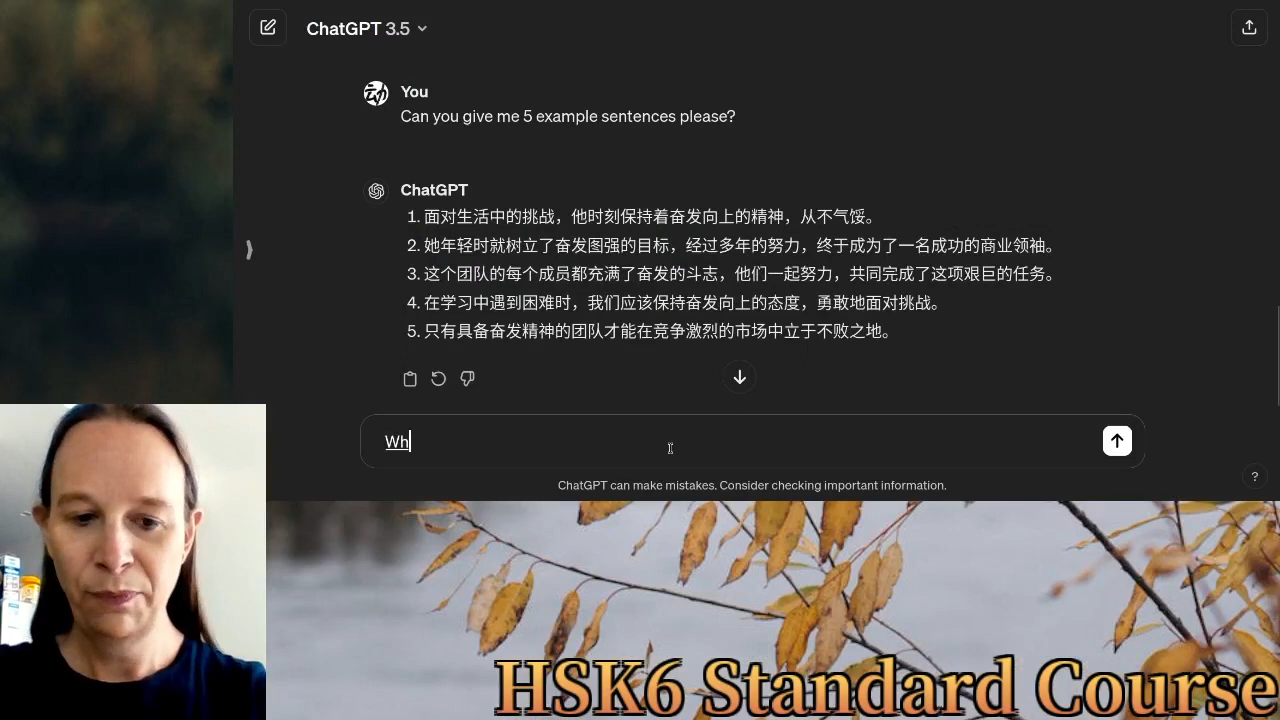 ChatGPT 3.5
You
Can you give me 5 example sentences please?
ChatGPT
1. 面对生活中的挑战，他时刻保持着奋发向上的精神，从不气馁。
2. 她年轻时就树立了奋发图强的目标，经过多年的努力，终于成为了一名成功的商业领袖。
3. 这个团队的每个成员都充满了奋发的斗志，他们一起努力，共同完成了这项艰巨的任务。
4. 在学习中遇到困难时，我们应该保持奋发向上的态度，勇敢地面对挑战。
5. 只有具备奋发精神的团队才能在竞争激烈的市场中立于不败之地。
Wh
ChatGPT can make mistakes. Consider checking important information.
?
HSK6 Standard Course